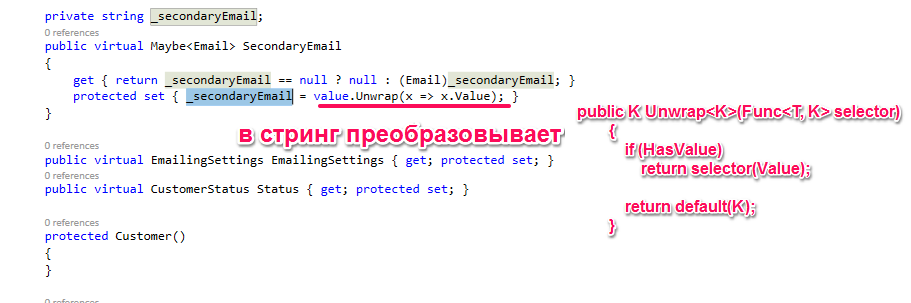 private string _secondaryEmail;
0 references
public virtual Maybe<Email> SecondaryEmail
{
get { return _secondaryEmail == null ? null : (Email)_secondaryEmail; }
protected set { _secondaryEmail = value.Unwrap(x => x.Value); }
}
в стринг преобразовывает
public K Unwrap<K>(Func<T, K> selector)
{
if (HasValue)
return selector(Value);
return default(K);
}
0 references
public virtual EmailingSettings EmailingSettings { get; protected set; }
0 references
public virtual CustomerStatus Status { get; protected set; }
0 references
protected Customer()
{
}
0 references